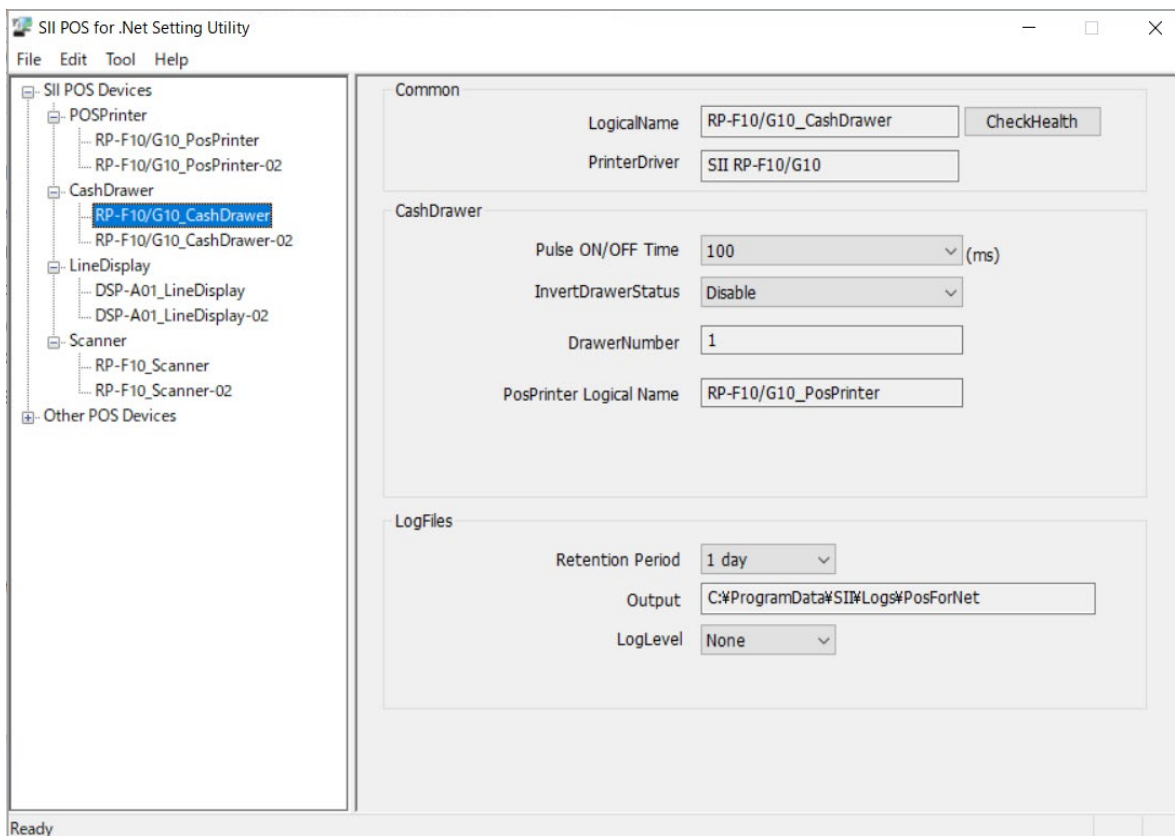 SII POS for .Net Setting Utility
File Edit Tool Help
SII POS Devices
POSPrinter
RP-F10/G10_PosPrinter
RP-F10/G10_PosPrinter-02
CashDrawer
RP-F10/G10_CashDrawer
RP-F10/G10_CashDrawer-02
LineDisplay
DSP-A01_LineDisplay
DSP-A01_LineDisplay-02
Scanner
RP-F10_Scanner
RP-F10_Scanner-02
Other POS Devices
Common
LogicalName RP-F10/G10_CashDrawer CheckHealth
PrinterDriver SII RP-F10/G10
CashDrawer
Pulse ON/OFF Time 100 (ms)
InvertDrawerStatus Disable
DrawerNumber 1
PosPrinter Logical Name RP-F10/G10_PosPrinter
LogFiles
Retention Period 1 day
Output C:¥ProgramData¥SII¥Logs¥PosForNet
LogLevel None
Ready